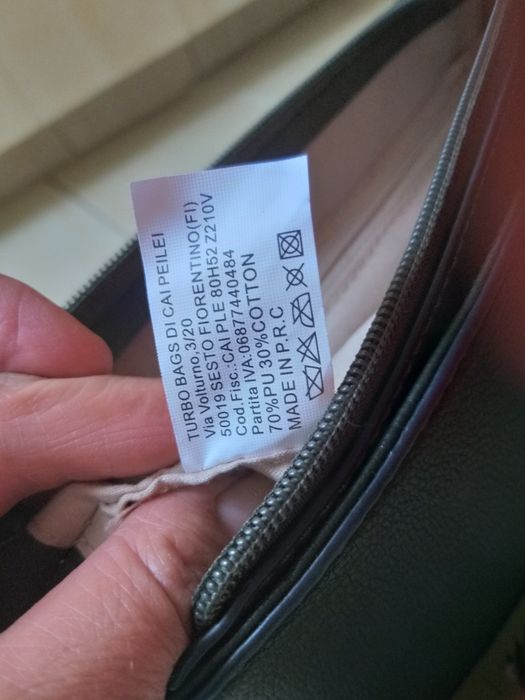 TURBO BAGS DI CAI PEILEI
Via Volturno.3/20
50019 SESTO FIORENTINO(FI)
Cod.Fisc.:CAI PLE 80H52 Z210V
Partita IVA:06877440484
70%PU 30%COTTON
MADE IN P.R.C